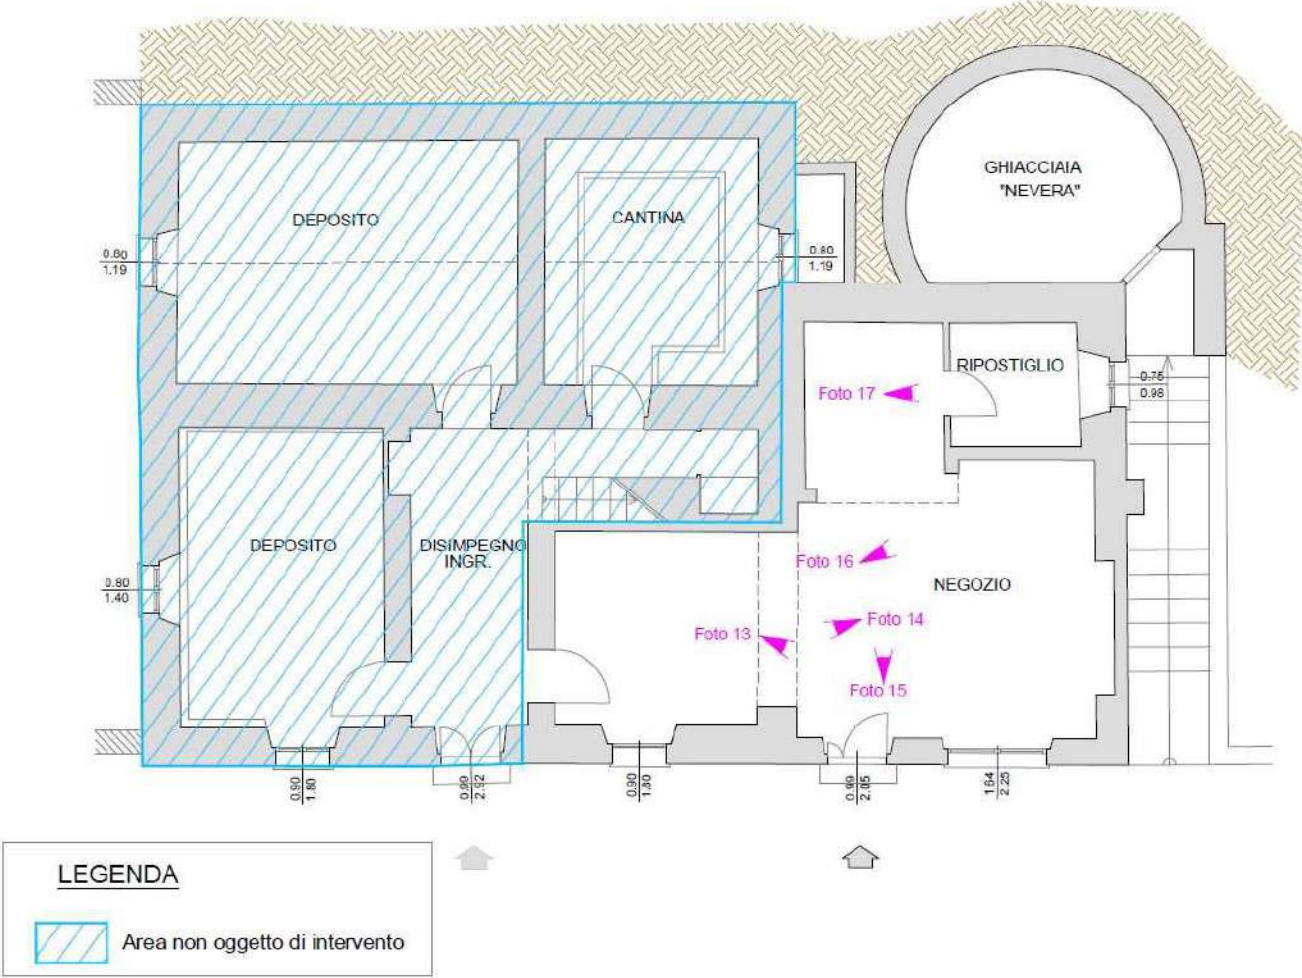 GHIACCIAIA
"NEVERA"
DEPOSITO
CANTINA
0.80
1.19
0.80
1.19
RIPOSTIGLIO
0.75
0.98
Foto 17
DEPOSITO
DISIMPEGNO
INGR.
Foto 16
NEGOZIO
0.80
1.40
Foto 14
Foto 13
Foto 15
0.90
1.80
0.99
2.92
0.90
1.80
0.99
2.05
1.64
2.25
LEGENDA
Area non oggetto di intervento